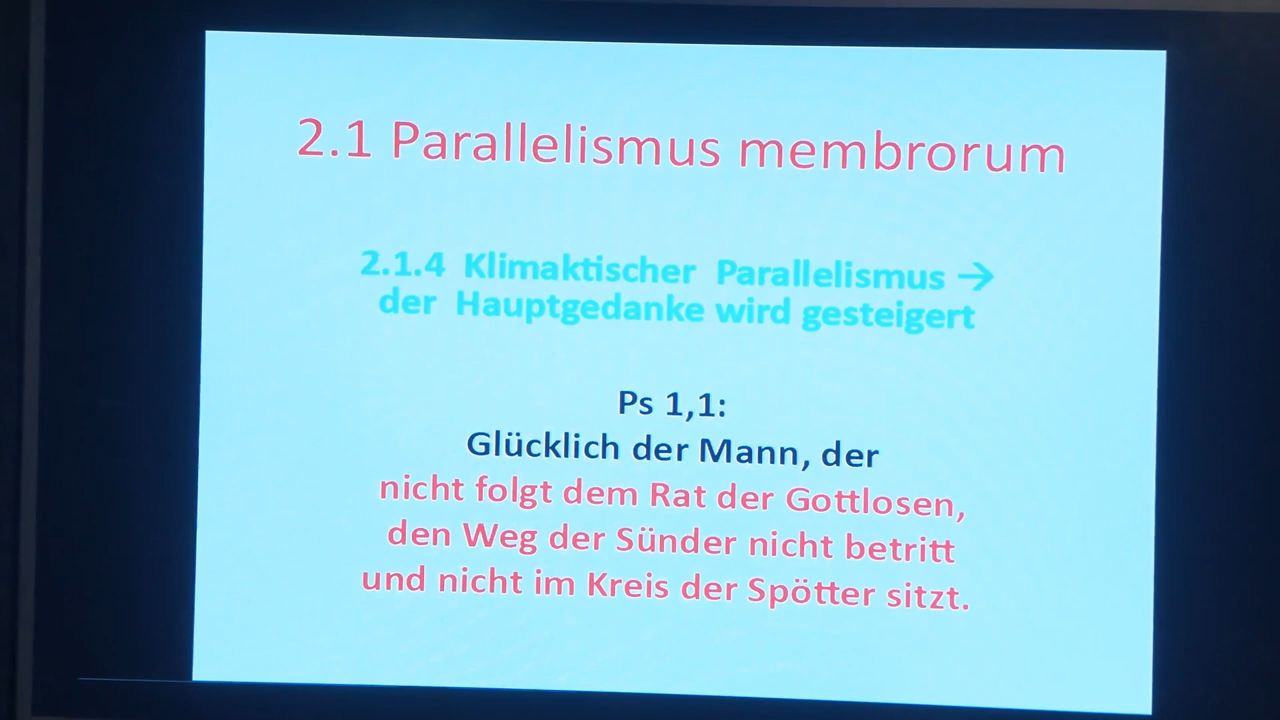 2.1 Parallelismus membrorum
2.1.4 Klimaktischer Parallelismus →
der Hauptgedanke wird gesteigert
Ps 1,1:
Glücklich der Mann, der
nicht folgt dem Rat der Gottlosen,
den Weg der Sünder nicht betritt
und nicht im Kreis der Spötter sitzt.